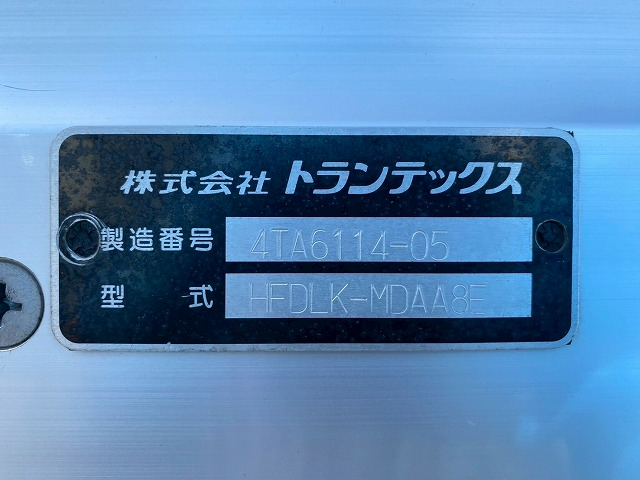 株式会社 トランテックス
製造番号 4TA6114-05
型 式 HFDLK-MDAA8E